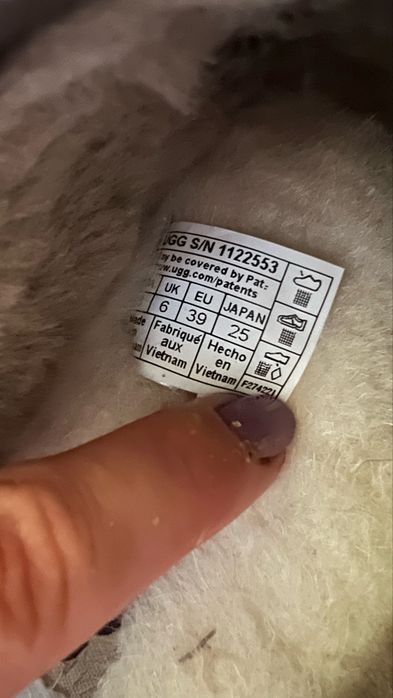 UGG S/N 1122553
be covered by Pat.:
.ugg.com/patents
UK EU JAPAN
6 39 25
Fabriqué Hecho
aux en
Vietnam Vietnam